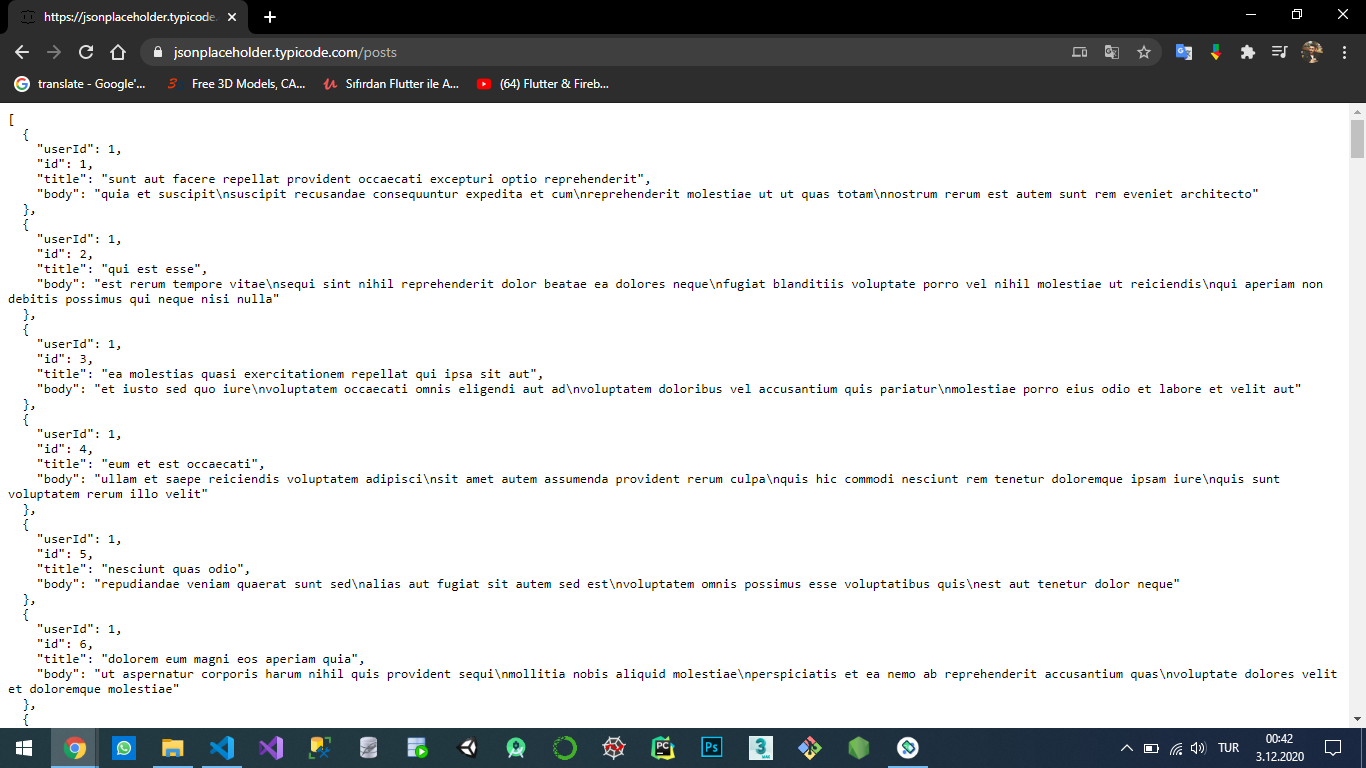 https://jsonplaceholder.typicode.
jsonplaceholder.typicode.com/posts
translate - Google'...
Free 3D Models, CA...
Sıfırdan Flutter ile A...
(64) Flutter & Fireb...
[
  {
    "userId": 1,
    "id": 1,
    "title": "sunt aut facere repellat provident occaecati excepturi optio reprehenderit",
    "body": "quia et suscipit\nsuscipit recusandae consequuntur expedita et cum\nreprehenderit molestiae ut ut quas totam\nnostrum rerum est autem sunt rem eveniet architecto"
  },
  {
    "userId": 1,
    "id": 2,
    "title": "qui est esse",
    "body": "est rerum tempore vitae\nsequi sint nihil reprehenderit dolor beatae ea dolores neque\nfugiat blanditiis voluptate porro vel nihil molestiae ut reiciendis\nqui aperiam non
debitis possimus qui neque nisi nulla"
  },
  {
    "userId": 1,
    "id": 3,
    "title": "ea molestias quasi exercitationem repellat qui ipsa sit aut",
    "body": "et iusto sed quo iure\nvoluptatem occaecati omnis eligendi aut ad\nvoluptatem doloribus vel accusantium quis pariatur\nmolestiae porro eius odio et labore et velit aut"
  },
  {
    "userId": 1,
    "id": 4,
    "title": "eum et est occaecati",
    "body": "ullam et saepe reiciendis voluptatem adipisci\nsit amet autem assumenda provident rerum culpa\nquis hic commodi nesciunt rem tenetur doloremque ipsam iure\nquis sunt
voluptatem rerum illo velit"
  },
  {
    "userId": 1,
    "id": 5,
    "title": "nesciunt quas odio",
    "body": "repudiandae veniam quaerat sunt sed\nalias aut fugiat sit autem sed est\nvoluptatem omnis possimus esse voluptatibus quis\nest aut tenetur dolor neque"
  },
  {
    "userId": 1,
    "id": 6,
    "title": "dolorem eum magni eos aperiam quia",
    "body": "ut aspernatur corporis harum nihil quis provident sequi\nmollitia nobis aliquid molestiae\nperspiciatis et ea nemo ab reprehenderit accusantium quas\nvoluptate dolores velit
et doloremque molestiae"
  },
  {
PC
Ps
3
TUR
00:42
3.12.2020